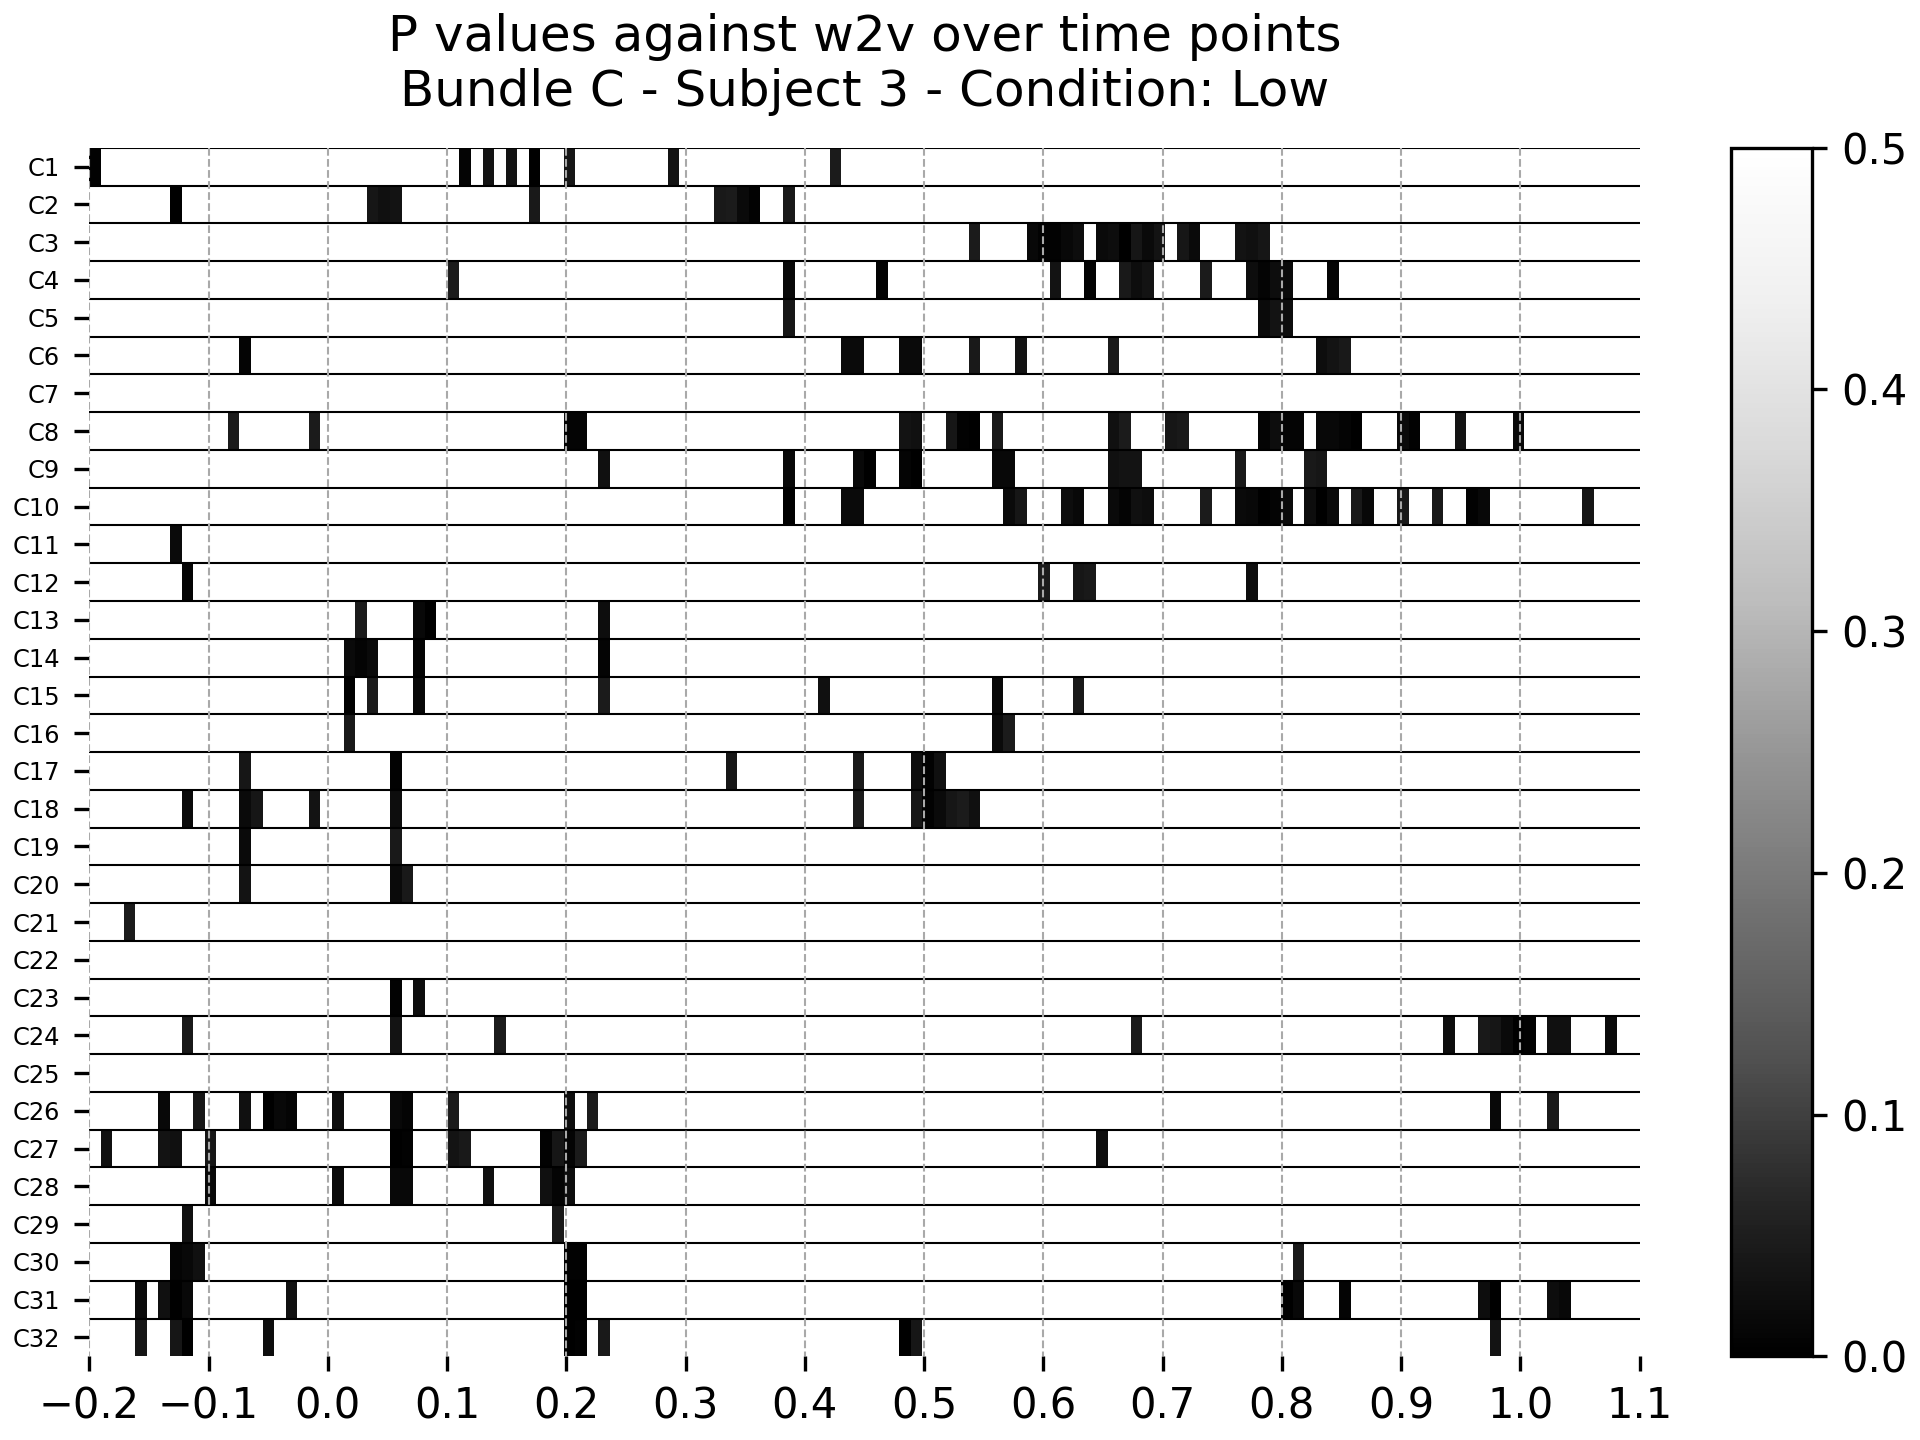 P values against w2v over time points
Bundle C - Subject 3 - Condition: Low
C1
C2
C3
C4
C5
C6
C7
C8
C9
C10
C11
C12
C13
C14
C15
C16
C17
C18
C19
C20
C21
C22
C23
C24
C25
C26
C27
C28
C29
C30
C31
C32
−0.2 −0.1 0.0 0.1 0.2 0.3 0.4 0.5 0.6 0.7 0.8 0.9 1.0 1.1
0.5
0.4
0.3
0.2
0.1
0.0